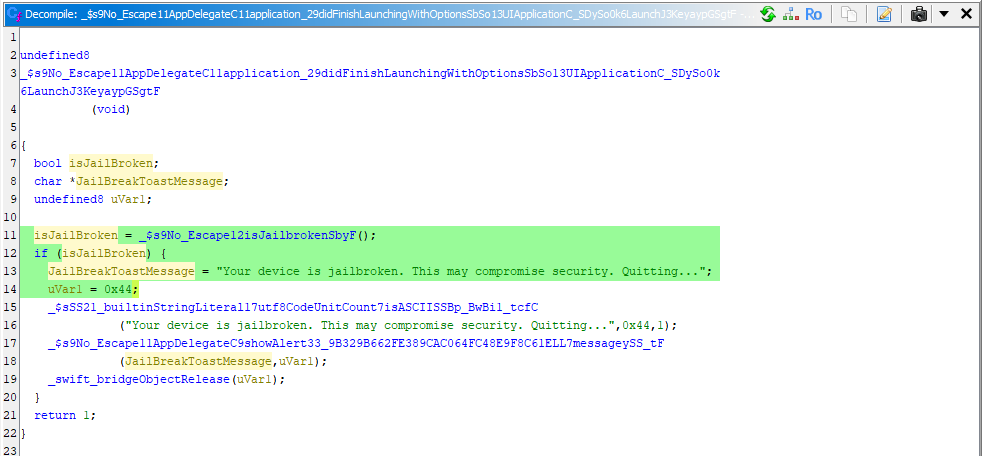 Decompile: _$s9No_Escape11AppDelegateC11application_29didFinishLaunchingWithOptionsSbSo13UIApplicationC_SDySo0k6LaunchJ3KeyaypGSgtF - ...
Ro
1
2 undefined8
3 _$s9No_Escape11AppDelegateC11application_29didFinishLaunchingWithOptionsSbSo13UIApplicationC_SDySo0k
6LaunchJ3KeyaypGSgtF
4 (void)
5
6 {
7 bool isJailBroken;
8 char *JailBreakToastMessage;
9 undefined8 uVar1;
10
11 isJailBroken = _$s9No_Escape12isJailbrokenSbyF();
12 if (isJailBroken) {
13 JailBreakToastMessage = "Your device is jailbroken. This may compromise security. Quitting...";
14 uVar1 = 0x44;
15 _$sSS21_builtinStringLiteral17utf8CodeUnitCount7isASCIISSBp_BwBi1_tcfC
16 ("Your device is jailbroken. This may compromise security. Quitting...",0x44,1);
17 _$s9No_Escape11AppDelegateC9showAlert33_9B329B662FE389CAC064FC48E9F8C61ELL7messageySS_tF
18 (JailBreakToastMessage,uVar1);
19 _swift_bridgeObjectRelease(uVar1);
20 }
21 return 1;
22 }
23